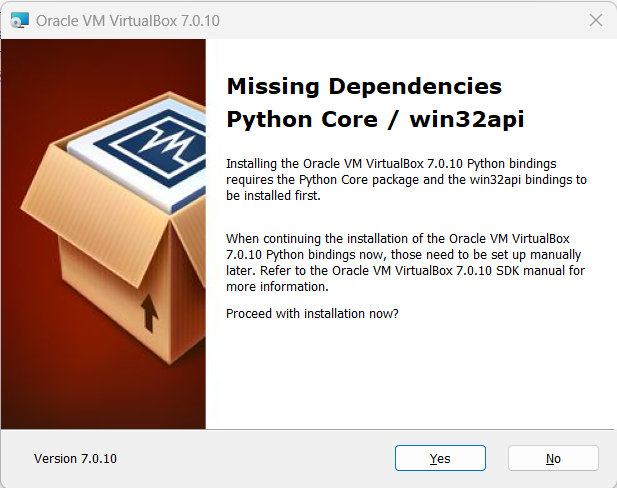 Oracle VM VirtualBox 7.0.10
Missing Dependencies
Python Core / win32api
Installing the Oracle VM VirtualBox 7.0.10 Python bindings
requires the Python Core package and the win32api bindings to
be installed first.
When continuing the installation of the Oracle VM VirtualBox
7.0.10 Python bindings now, those need to be set up manually
later. Refer to the Oracle VM VirtualBox 7.0.10 SDK manual for
more information.
Proceed with installation now?
Version 7.0.10
Yes
No